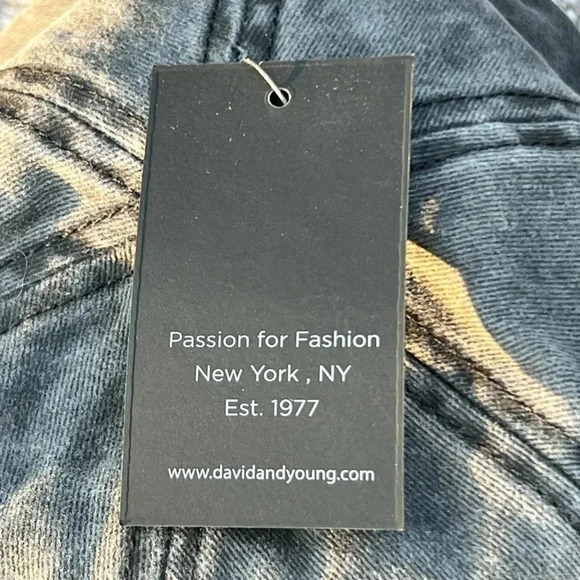 Passion for Fashion
New York , NY
Est. 1977
www.davidandyoung.com